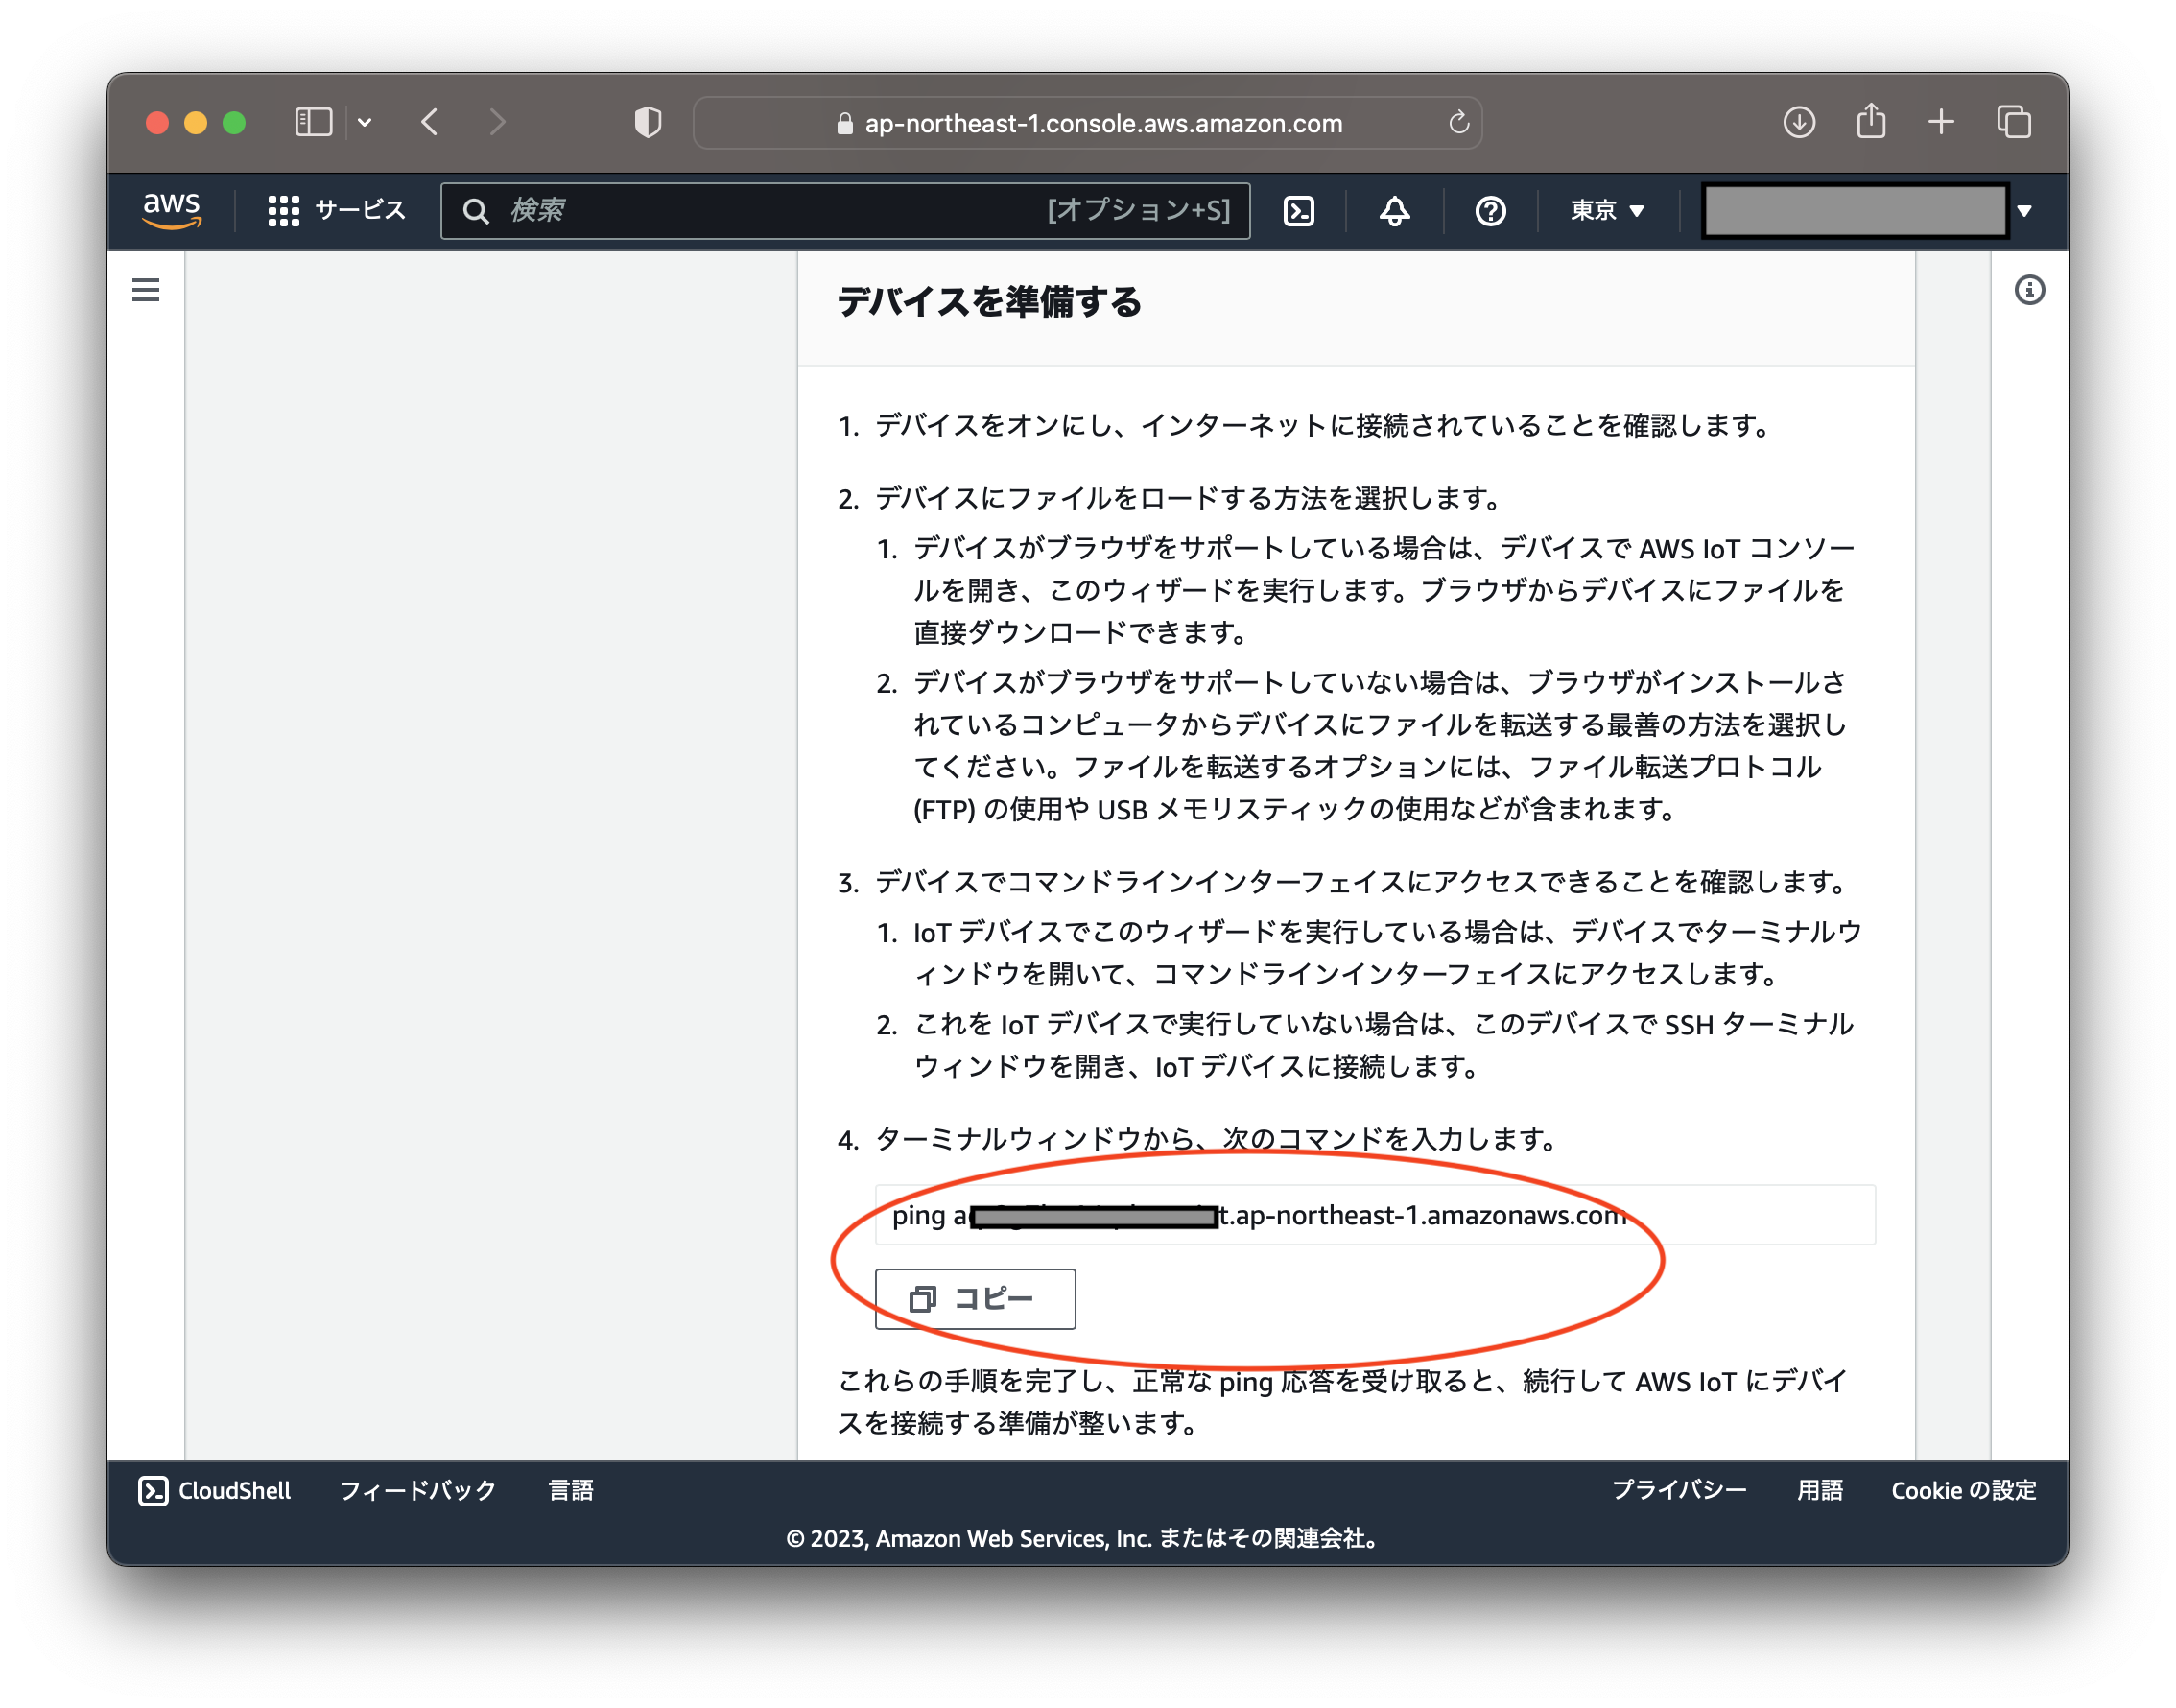 ap-northeast-1.console.aws.amazon.com
aws
サービス
検索
[オプション+S]
東京
デバイスを準備する
1. デバイスをオンにし、インターネットに接続されていることを確認します。
2. デバイスにファイルをロードする方法を選択します。
1. デバイスがブラウザをサポートしている場合は、デバイスで AWS IoT コンソー
ルを開き、このウィザードを実行します。ブラウザからデバイスにファイルを
直接ダウンロードできます。
2. デバイスがブラウザをサポートしていない場合は、ブラウザがインストールさ
れているコンピュータからデバイスにファイルを転送する最善の方法を選択し
てください。ファイルを転送するオプションには、ファイル転送プロトコル
(FTP) の使用や USB メモリスティックの使用などが含まれます。
3. デバイスでコマンドラインインターフェイスにアクセスできることを確認します。
1. IoT デバイスでこのウィザードを実行している場合は、デバイスでターミナルウ
ィンドウを開いて、コマンドラインインターフェイスにアクセスします。
2. これを IoT デバイスで実行していない場合は、このデバイスで SSH ターミナル
ウィンドウを開き、IoT デバイスに接続します。
4. ターミナルウィンドウから、次のコマンドを入力します。
ping a t.ap-northeast-1.amazonaws.com
コピー
これらの手順を完了し、正常な ping 応答を受け取ると、続行して AWS IoT にデバイ
スを接続する準備が整います。
CloudShell
フィードバック
言語
プライバシー
用語
Cookie の設定
© 2023, Amazon Web Services, Inc. またはその関連会社。